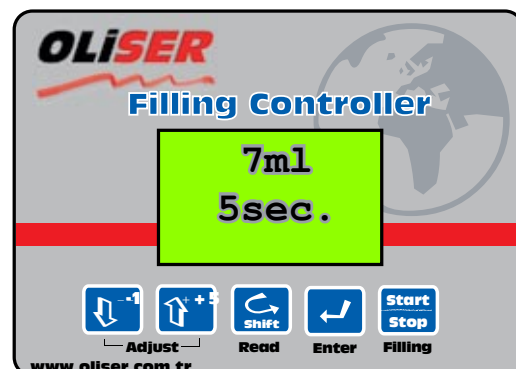 OLiSER
Filling Controller
7ml
5sec.
-1 + 5 Shift Start Stop
Adjust Read Enter Filling
www.oliser.com.tr